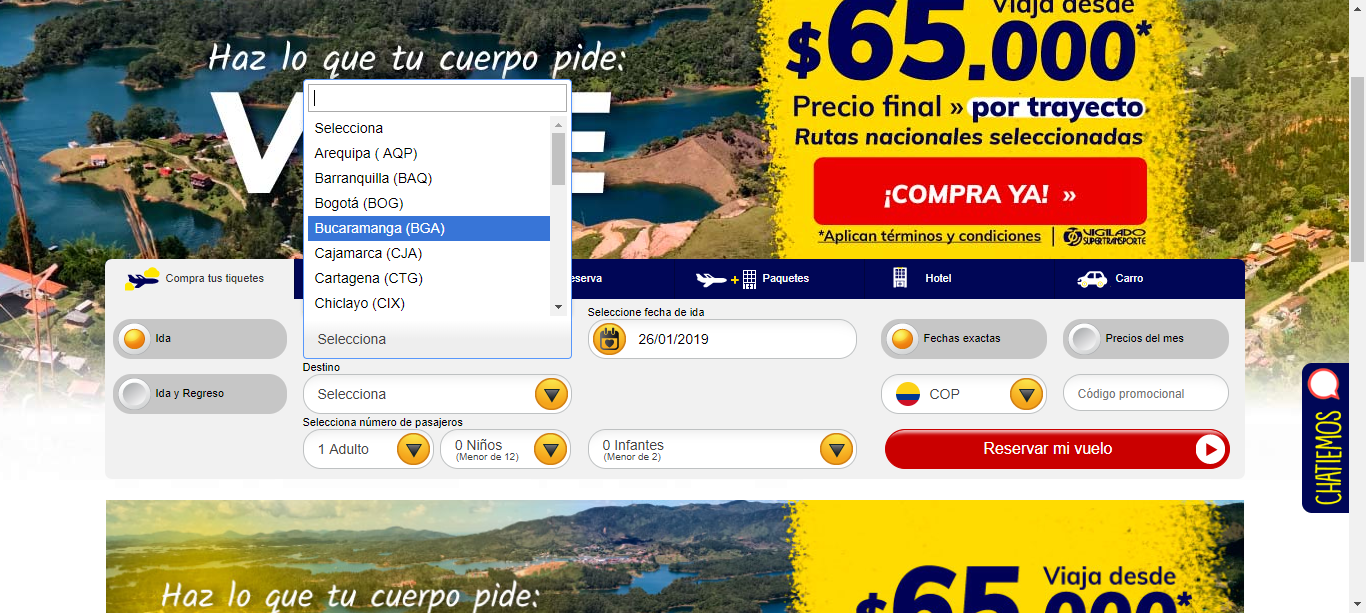 Viaja desde
$65.000*
Haz lo que tu cuerpo pide:
Precio final » por trayecto
Rutas nacionales seleccionadas
¡COMPRA YA! »
*Aplican términos y condiciones | VIGILADO SUPERTRANSPORTE
Selecciona
Arequipa ( AQP)
Barranquilla (BAQ)
Bogotá (BOG)
Bucaramanga (BGA)
Cajamarca (CJA)
Cartagena (CTG)
Chiclayo (CIX)
Compra tus tiquetes
Paquetes
Hotel
Carro
Ida
Selecciona
Seleccione fecha de ida
26/01/2019
Fechas exactas
Precios del mes
Destino
Ida y Regreso
Selecciona
COP
Código promocional
Selecciona número de pasajeros
1 Adulto
0 Niños
(Menor de 12)
0 Infantes
(Menor de 2)
Reservar mi vuelo
CHATIEMOS
Haz lo que tu cuerpo pide:
Viaja desde
$65.000*